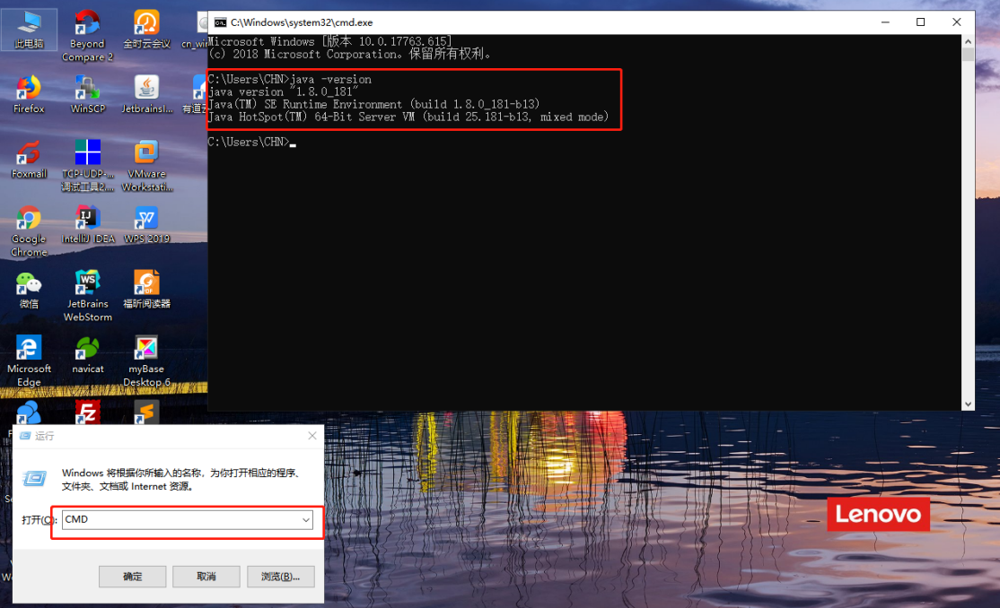 C:\Windows\system32\cmd.exe
Microsoft Windows [版本 10.0.17763.615]
(c) 2018 Microsoft Corporation。保留所有权利。
C:\Users\CHN>java -version
java version "1.8.0_181"
Java(TM) SE Runtime Environment (build 1.8.0_181-b13)
Java HotSpot(TM) 64-Bit Server VM (build 25.181-b13, mixed mode)
C:\Users\CHN>
此电脑
Beyond
Compare 2
全时云会议
cn_wi
Firefox
WinSCP
JetbrainsI...
有道云
Foxmail
TCP-UDP-...
调试工具2....
VMware
Workstati...
Google
Chrome
IntelliJ IDEA
WPS 2019
微信
JetBrains
WebStorm
福昕阅读器
Microsoft
Edge
navicat
myBase
Desktop 6
运行
Windows 将根据你所输入的名称，为你打开相应的程序、
文件夹、文档或 Internet 资源。
打开(O):
CMD
确定
取消
浏览(B)...
Lenovo